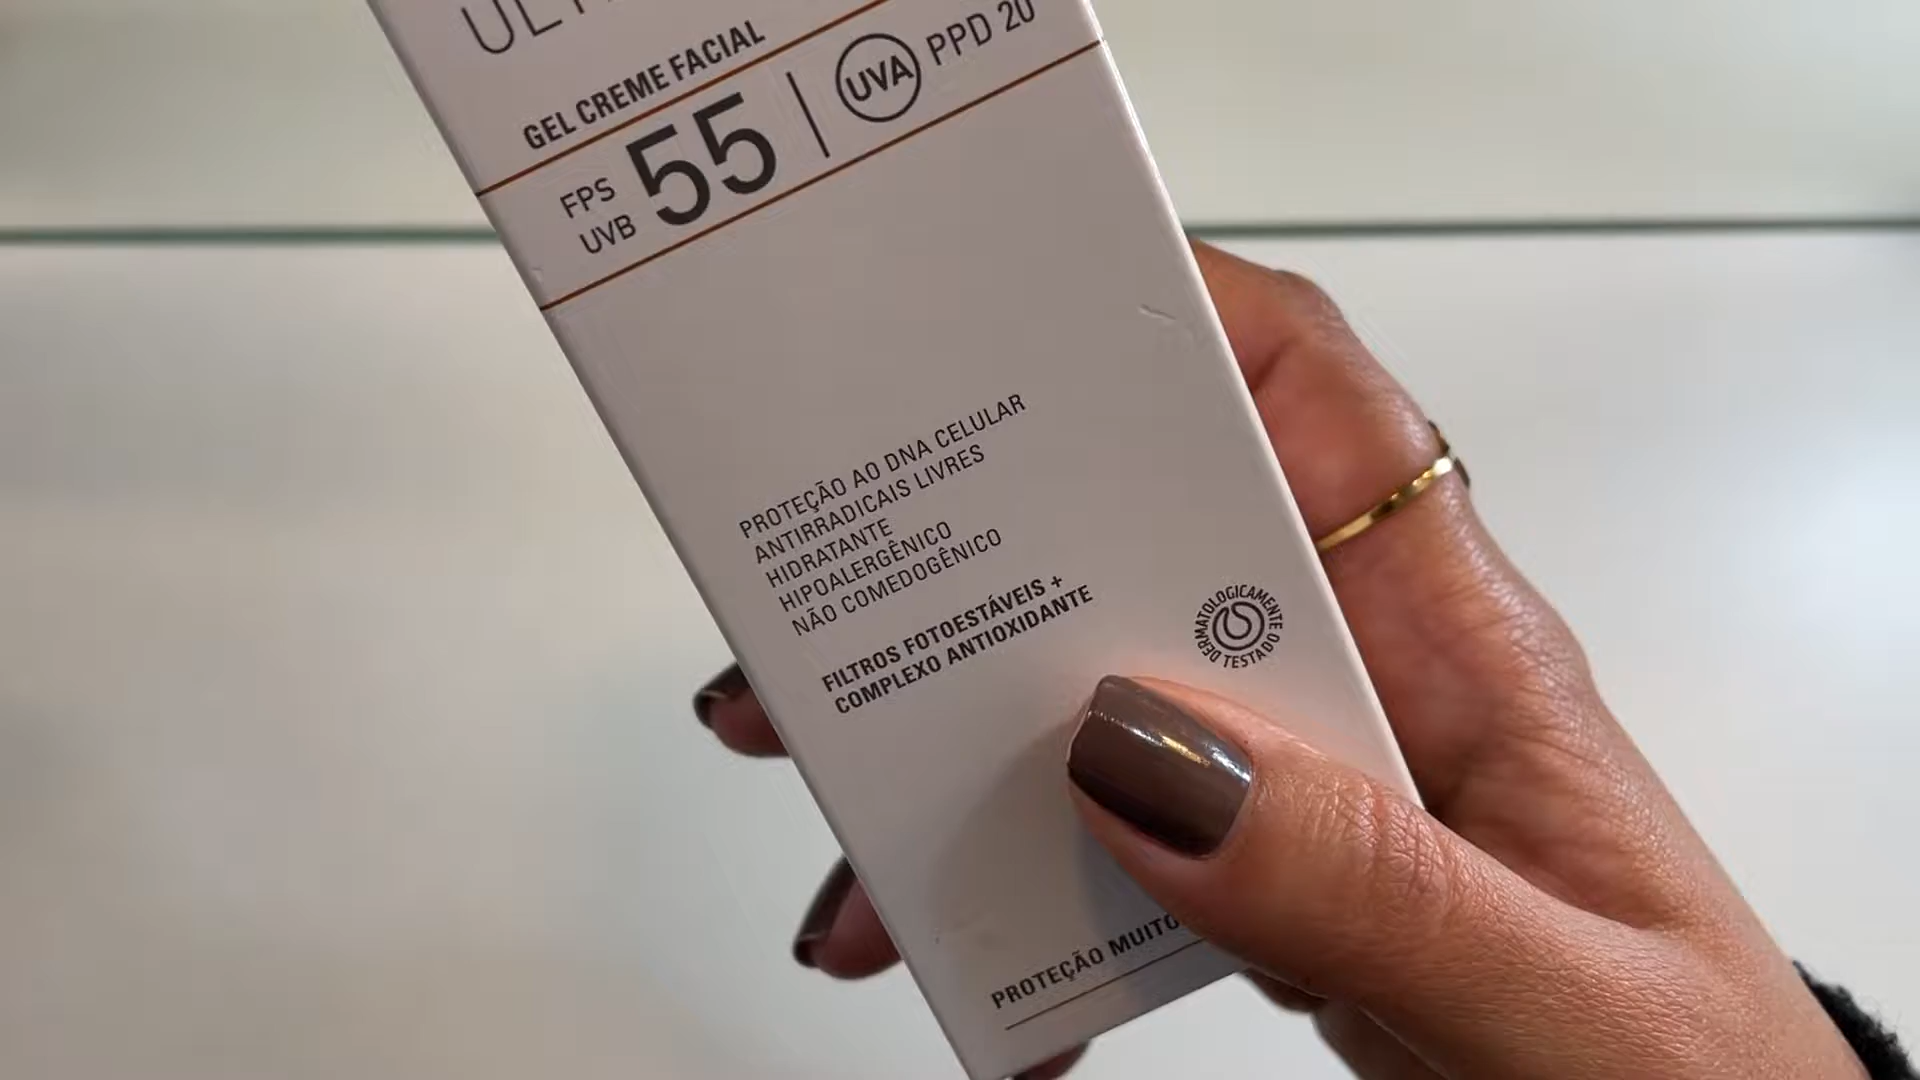 GEL CREME FACIAL
FPS
UVB
55
UVA
PPD 20
PROTEÇÃO AO DNA CELULAR
ANTIRRADICAIS LIVRES
HIDRATANTE
HIPOALERGÊNICO
NÃO COMEDOGÊNICO
FILTROS FOTOESTÁVEIS +
COMPLEXO ANTIOXIDANTE
DERMATOLOGICAMENTE TESTADO
PROTEÇÃO MUITO